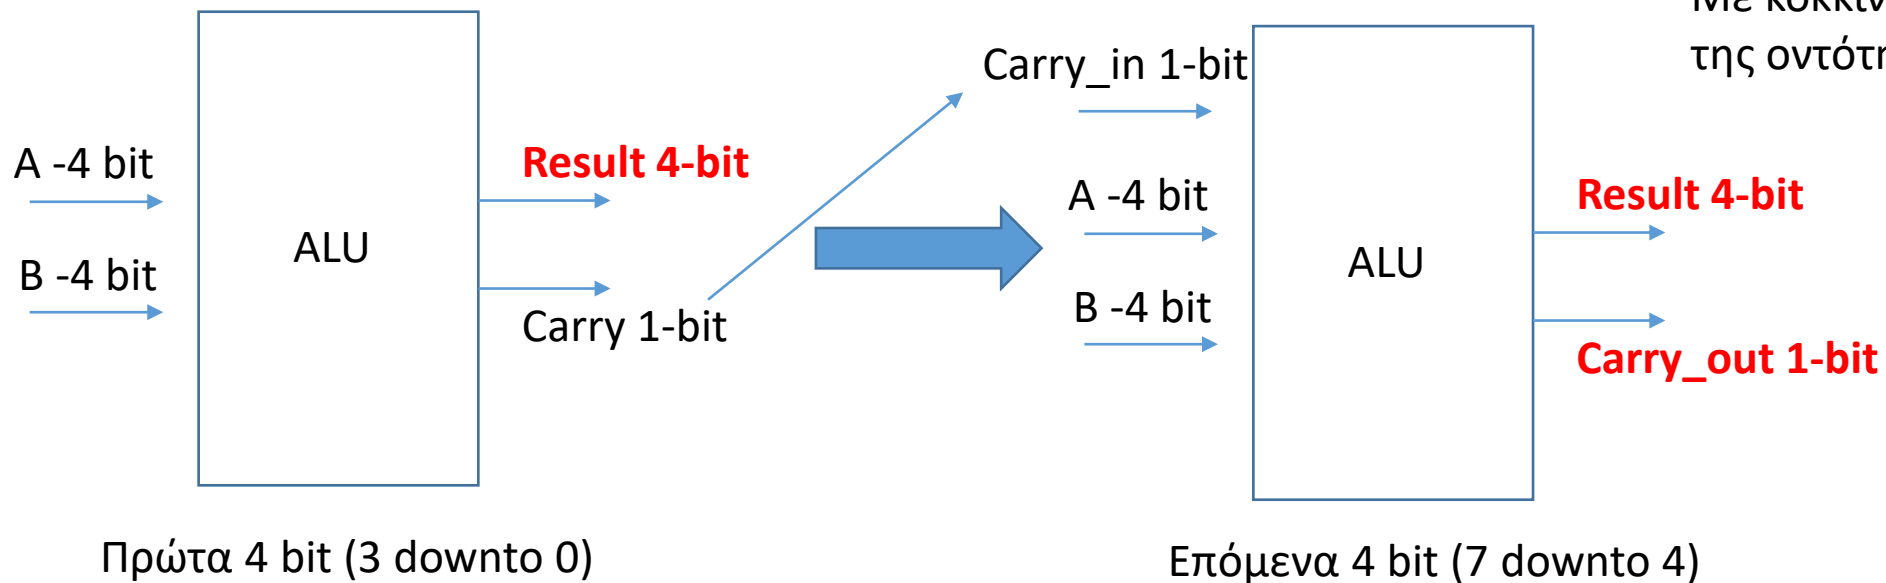 Με
της
Carry_in 1-bit
A -4 bit
Result 4-bit
B -4 bit
ALU
Carry 1-bit
A -4 bit
Result 4-bit
B -4 bit
ALU
Carry_out 1-bit
Πρώτα 4 bit (3 downto 0)
Επόμενα 4 bit (7 downto 4)